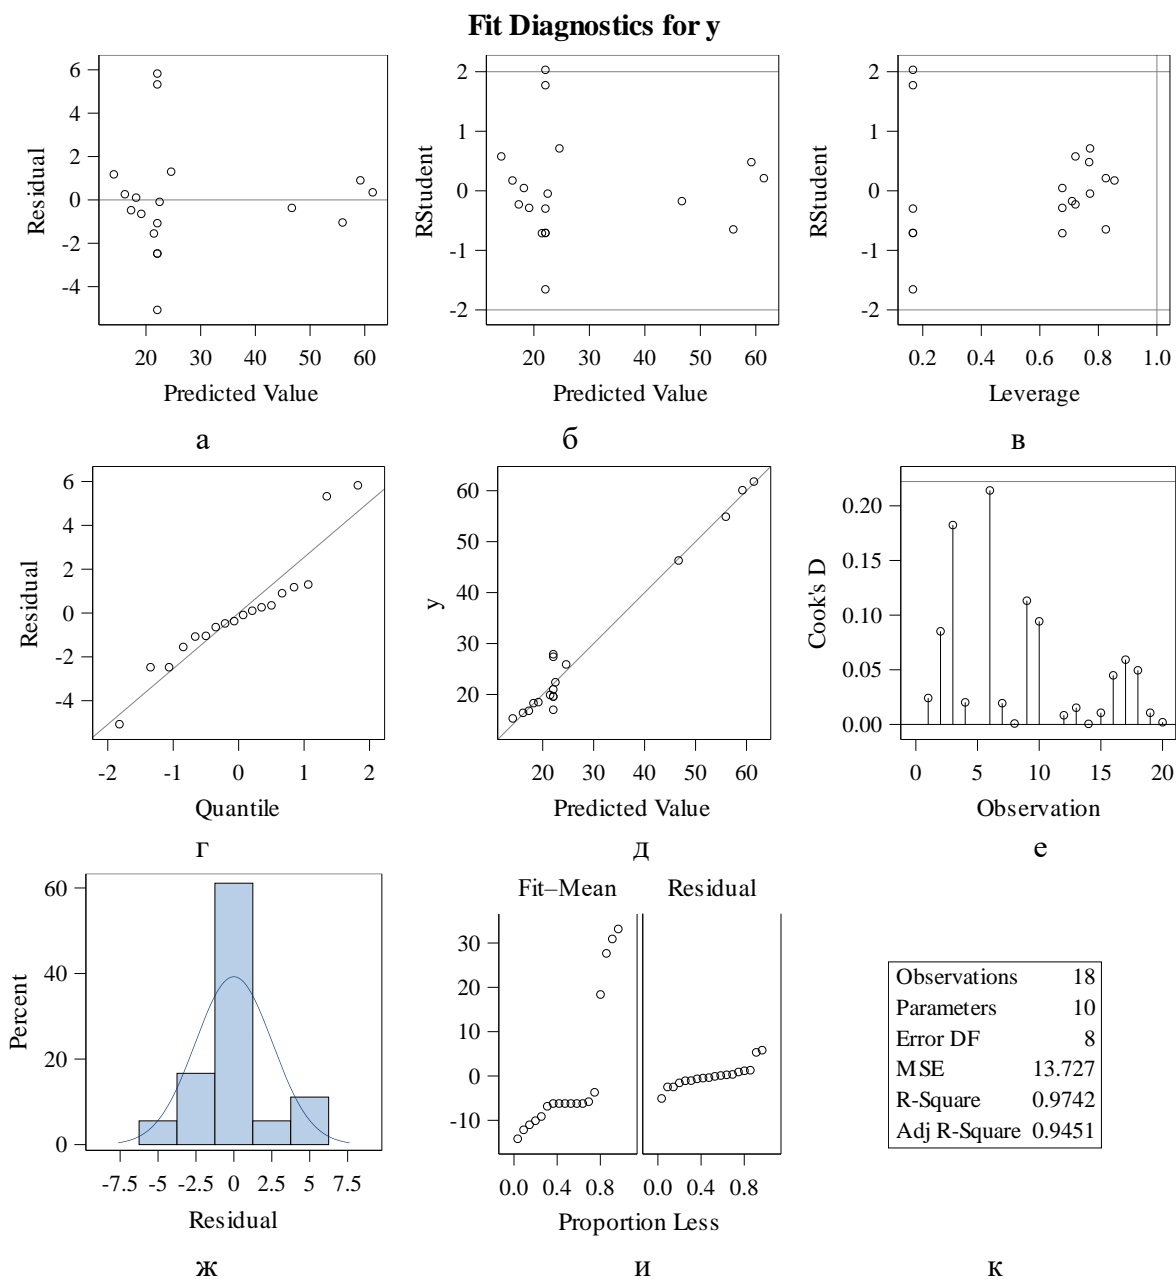 Fit Diagnostics for y
6
4
2
0
-2
-4
Residual
20 30 40 50 60
Predicted Value
а
2
1
0
-1
-2
RStudent
20 30 40 50 60
Predicted Value
б
2
1
0
-1
-2
RStudent
0.2 0.4 0.6 0.8 1.0
Leverage
в
6
4
2
0
-2
-4
Residual
-2 -1 0 1 2
Quantile
г
60
50
40
30
20
y
20 30 40 50 60
Predicted Value
д
0.20
0.15
0.10
0.05
0.00
Cook's D
0 5 10 15 20
Observation
е
60
40
20
0
Percent
-7.5 -5 -2.5 0 2.5 5 7.5
Residual
ж
Fit–Mean Residual
30
20
10
0
-10
0.0 0.4 0.8 0.0 0.4 0.8
Proportion Less
и
Observations 18
Parameters 10
Error DF 8
MSE 13.727
R-Square 0.9742
Adj R-Square 0.9451
к